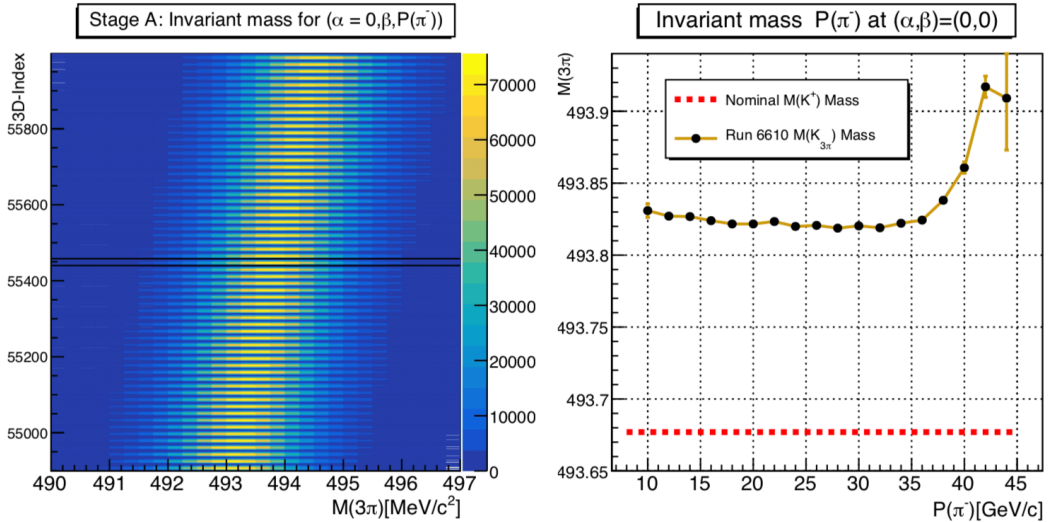 Stage A: Invariant mass for (α = 0,β,P(π⁻))
3D-Index
55800
55600
55400
55200
55000
490 491 492 493 494 495 496 497
M(3π)[MeV/c²]
70000
60000
50000
40000
30000
20000
10000
0
Invariant mass P(π⁻) at (α,β)=(0,0)
M(3π)
Nominal M(K⁺) Mass
Run 6610 M(K₃π) Mass
493.9
493.85
493.8
493.75
493.7
493.65
10 15 20 25 30 35 40 45
P(π⁻)[GeV/c]